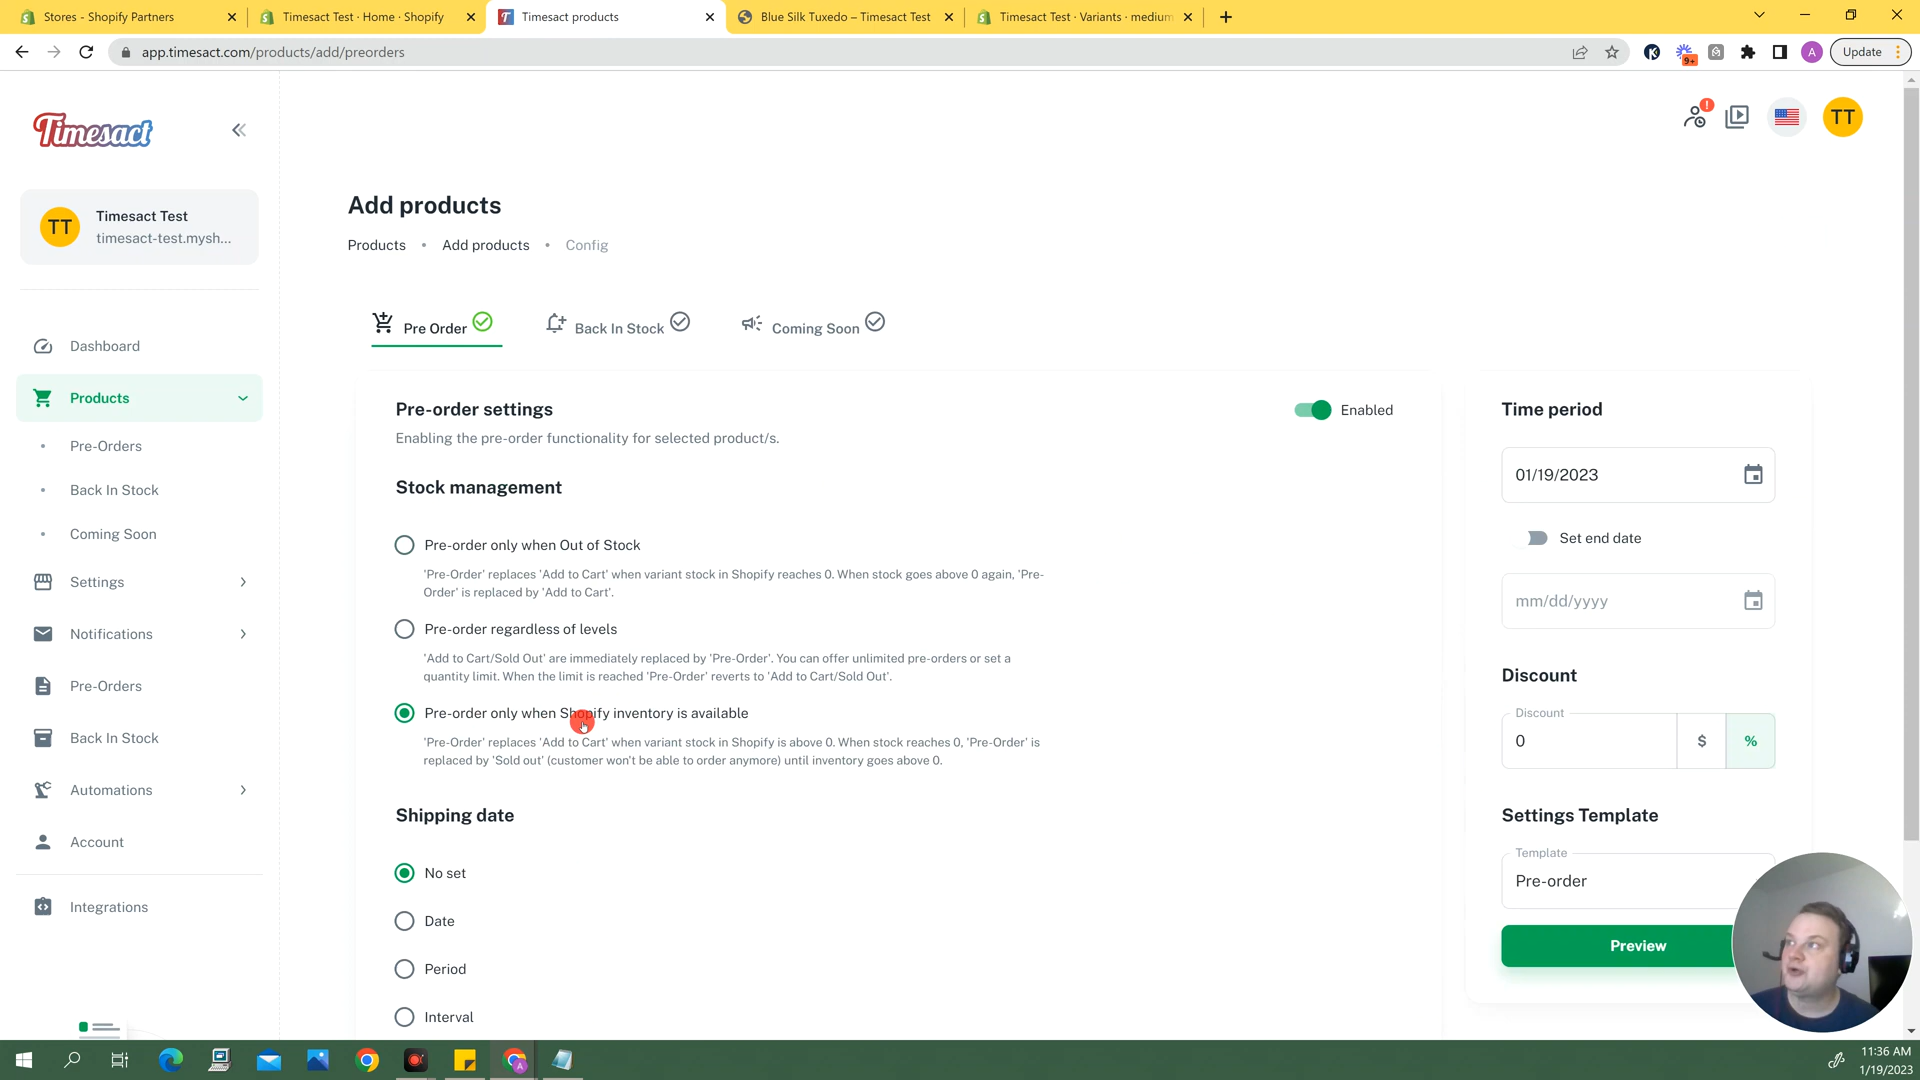 Stores - Shopify Partners
Timesact Test · Home · Shopify
Timesact products
Blue Silk Tuxedo – Timesact Test
Timesact Test · Variants · medium
app.timesact.com/products/add/preorders
9+
A
Update
Timesact
!
TT
TT
Timesact Test
timesact-test.mysh...
Add products
Products • Add products • Config
Dashboard
Products
Pre-Orders
Back In Stock
Coming Soon
Settings
Notifications
Pre-Orders
Back In Stock
Automations
Account
Integrations
Pre Order
Back In Stock
Coming Soon
Pre-order settings
Enabled
Enabling the pre-order functionality for selected product/s.
Stock management
Pre-order only when Out of Stock
'Pre-Order' replaces 'Add to Cart' when variant stock in Shopify reaches 0. When stock goes above 0 again, 'Pre-
Order' is replaced by 'Add to Cart'.
Pre-order regardless of levels
'Add to Cart/Sold Out' are immediately replaced by 'Pre-Order'. You can offer unlimited pre-orders or set a
quantity limit. When the limit is reached 'Pre-Order' reverts to 'Add to Cart/Sold Out'.
Pre-order only when Shopify inventory is available
'Pre-Order' replaces 'Add to Cart' when variant stock in Shopify is above 0. When stock reaches 0, 'Pre-Order' is
replaced by 'Sold out' (customer won't be able to order anymore) until inventory goes above 0.
Shipping date
No set
Date
Period
Interval
Time period
01/19/2023
Set end date
mm/dd/yyyy
Discount
Discount
0
$
%
Settings Template
Template
Pre-order
Preview
A
11:36 AM
1/19/2023